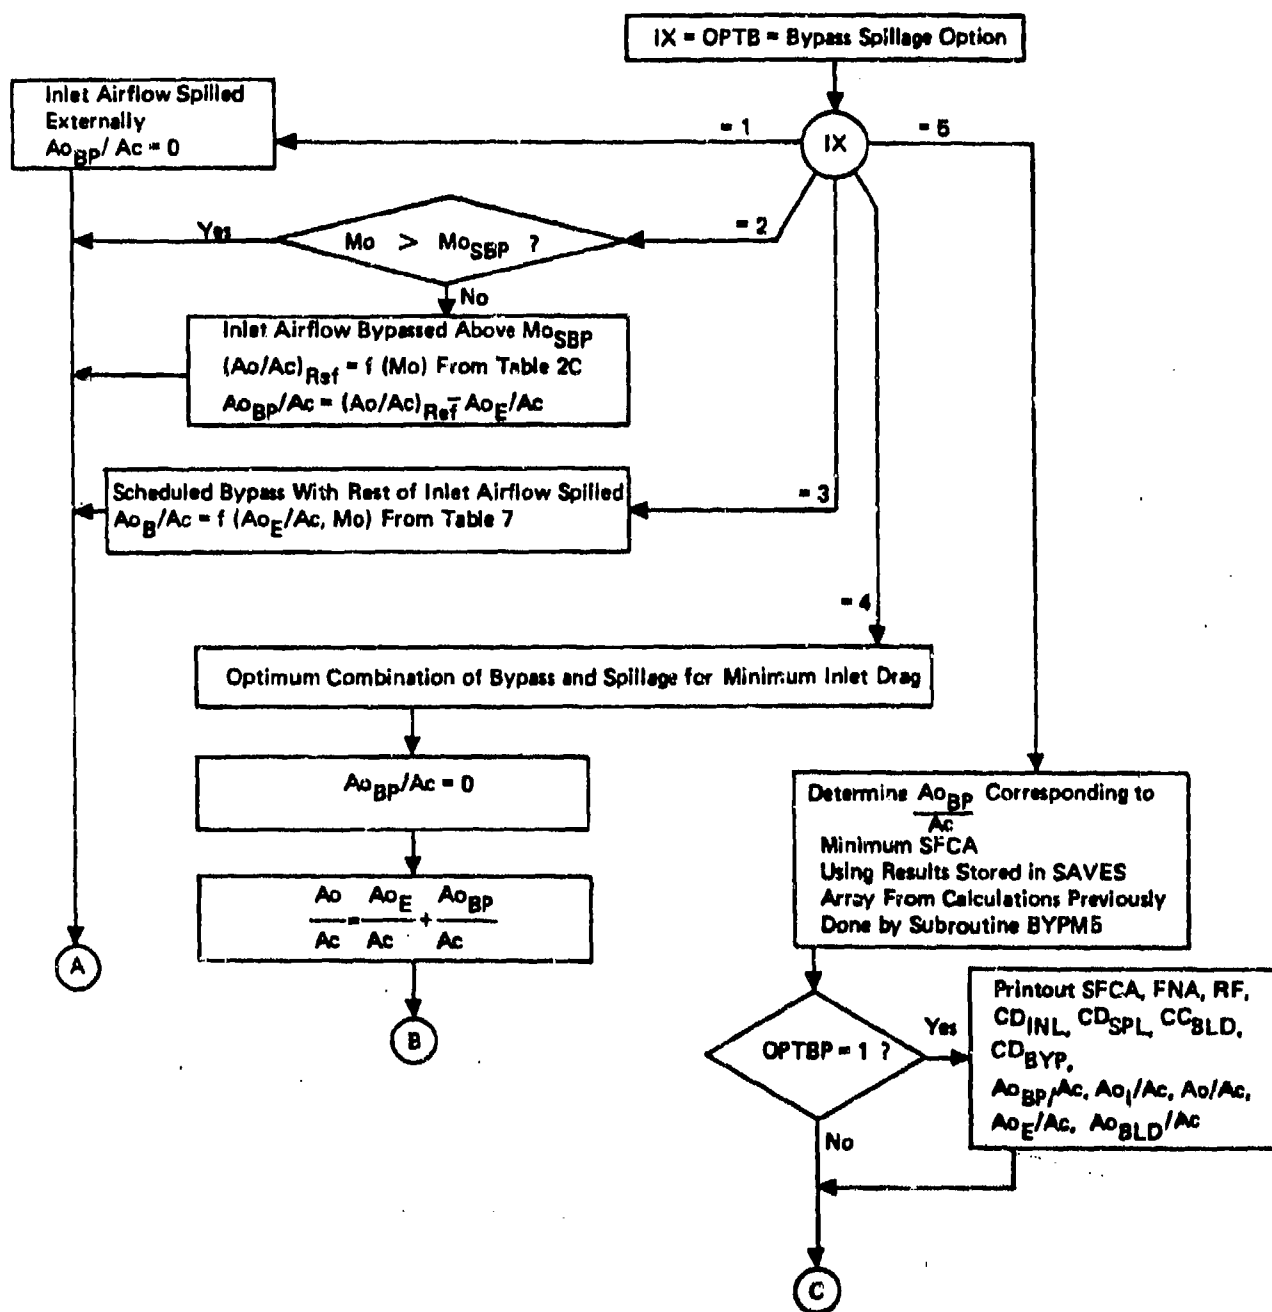 IX = OPTB = Bypass Spillage Option
Inlet Airflow Spilled
Externally
Ao_BP / Ac = 0
= 1
IX
= 5
Yes
Mo > Mo_SBP ?
= 2
No
Inlet Airflow Bypassed Above Mo_SBP
(Ao/Ac)_Ref = f (Mo) From Table 2C
Ao_BP/Ac = (Ao/Ac)_Ref - Ao_E/Ac
Scheduled Bypass With Rest of Inlet Airflow Spilled
Ao_B/Ac = f (Ao_E/Ac, Mo) From Table 7
= 3
= 4
Optimum Combination of Bypass and Spillage for Minimum Inlet Drag
Ao_BP/Ac = 0
Ao/Ac = Ao_E/Ac + Ao_BP/Ac
A
B
Determine Ao_BP/Ac Corresponding to
Minimum SFCA
Using Results Stored in SAVES
Array From Calculations Previously
Done by Subroutine BYPM5
OPTBP = 1 ?
Yes
No
Printout SFCA, FNA, RF,
CD_INL, CD_SPL, CC_BLD,
CD_BYP,
Ao_BP/Ac, Ao_I/Ac, Ao/Ac,
Ao_E/Ac, Ao_BLD/Ac
C